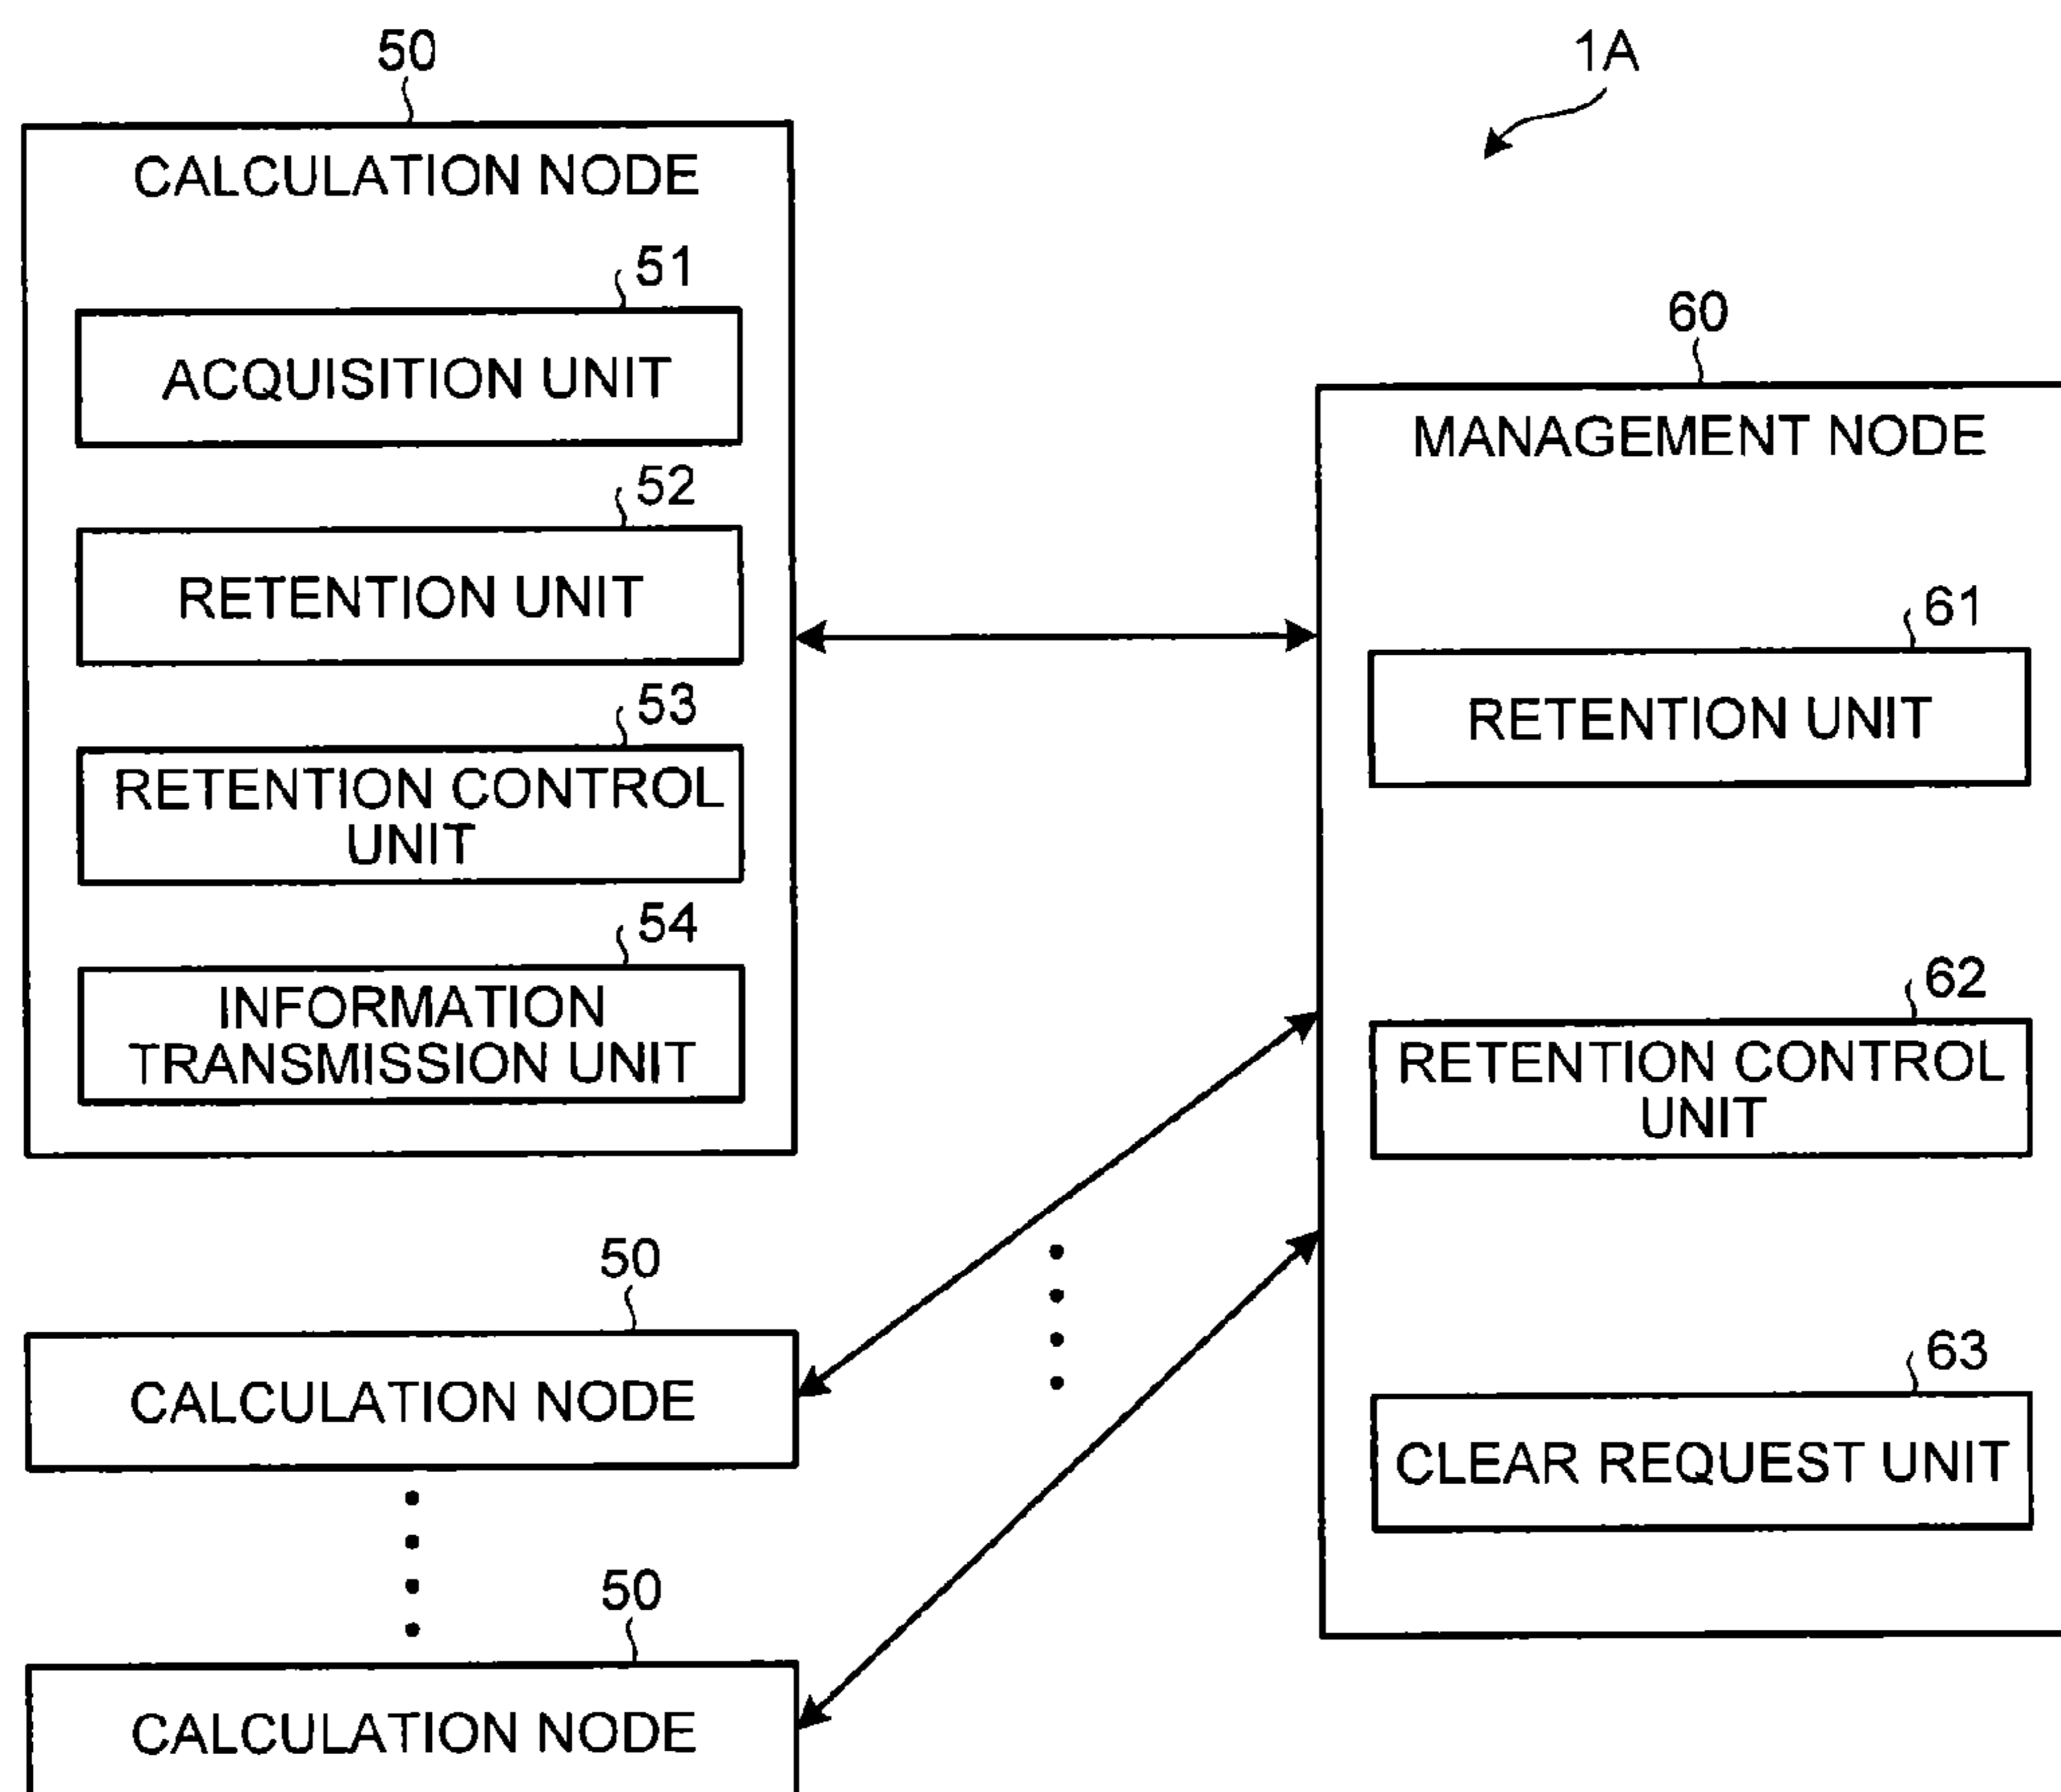 50
1A
CALCULATION NODE
51
ACQUISITION UNIT
52
RETENTION UNIT
53
RETENTION CONTROL
UNIT
54
INFORMATION
TRANSMISSION UNIT
60
MANAGEMENT NODE
61
RETENTION UNIT
62
RETENTION CONTROL
UNIT
63
CLEAR REQUEST UNIT
50
CALCULATION NODE
50
CALCULATION NODE